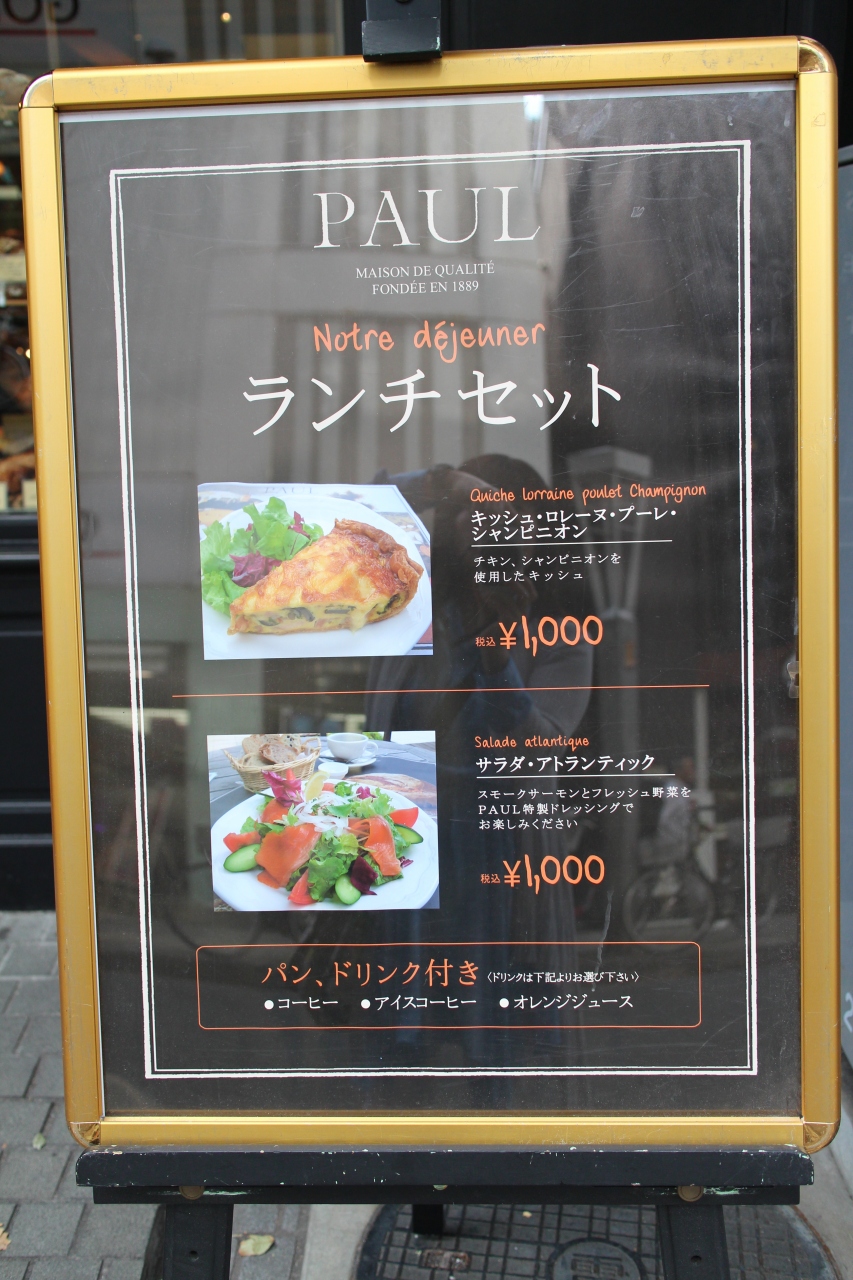 PAUL
MAISON DE QUALITÉ
FONDÉE EN 1889
Notre déjeuner
ランチセット
Quiche lorraine poulet Champignon
キッシュ・ロレーヌ・プーレ・
シャンピニオン
チキン、シャンピニオンを
使用したキッシュ
税込 ¥1,000
Salade atlantique
サラダ・アトランティック
スモークサーモンとフレッシュ野菜を
PAUL特製ドレッシングで
お楽しみください
税込 ¥1,000
パン、ドリンク付き 〈ドリンクは下記よりお選び下さい〉
●コーヒー ●アイスコーヒー ●オレンジジュース